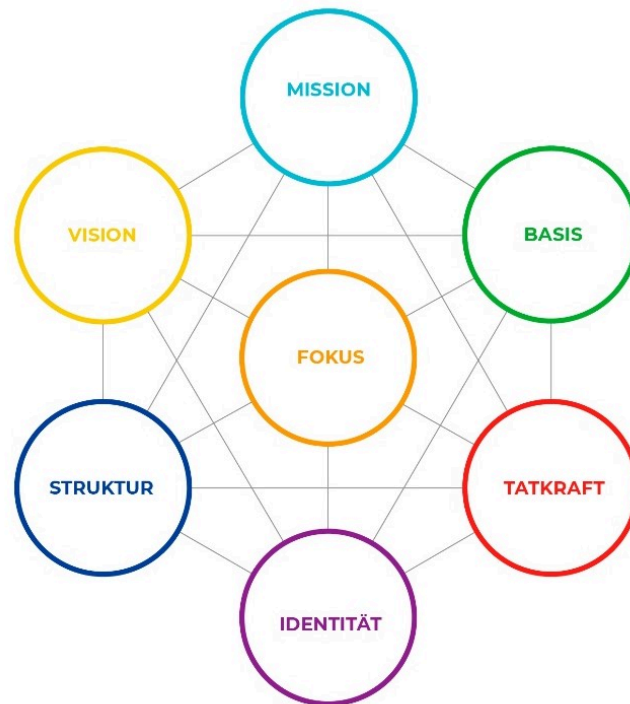 MISSION
VISION
BASIS
FOKUS
STRUKTUR
TATKRAFT
IDENTITÄT